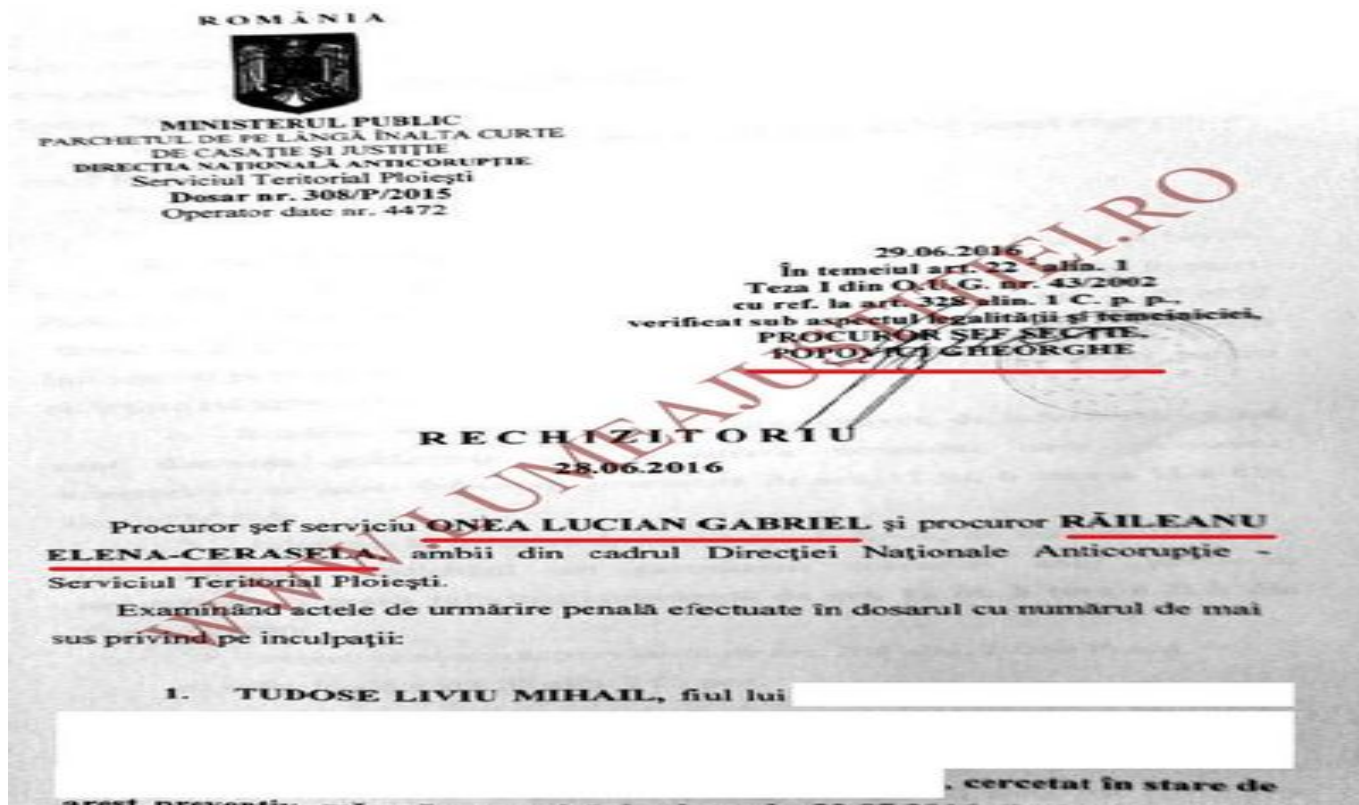 ROMÂNIA
MINISTERUL PUBLIC
PARCHETUL DE PE LÂNGĂ ÎNALTA CURTE
DE CASAȚIE ȘI JUSTIȚIE
DIRECȚIA NAȚIONALĂ ANTICORUPȚIE
Serviciul Teritorial Ploiești
Dosar nr. 308/P/2015
Operator date nr. 4472
29.06.2016
În temeiul art. 22 alin. 1
Teza I din O.U.G. nr. 43/2002
cu ref. la art. 328 alin. 1 C. p. p.,
verificat sub aspectul legalității și temeiniciei,
PROCUROR ȘEF SECȚIE,
POPOVICI GHEORGHE
RECHIZITORIU
28.06.2016
Procuror șef serviciu ONEA LUCIAN GABRIEL și procuror RĂILEANU
ELENA-CERASELA, ambii din cadrul Direcției Naționale Anticorupție -
Serviciul Teritorial Ploiești.
Examinând actele de urmărire penală efectuate în dosarul cu numărul de mai
sus privind pe inculpații:
1. TUDOSE LIVIU MIHAIL, fiul lui
, cercetat în stare de
arest preventiv
WWW.LUMEAJUSTITIEI.RO